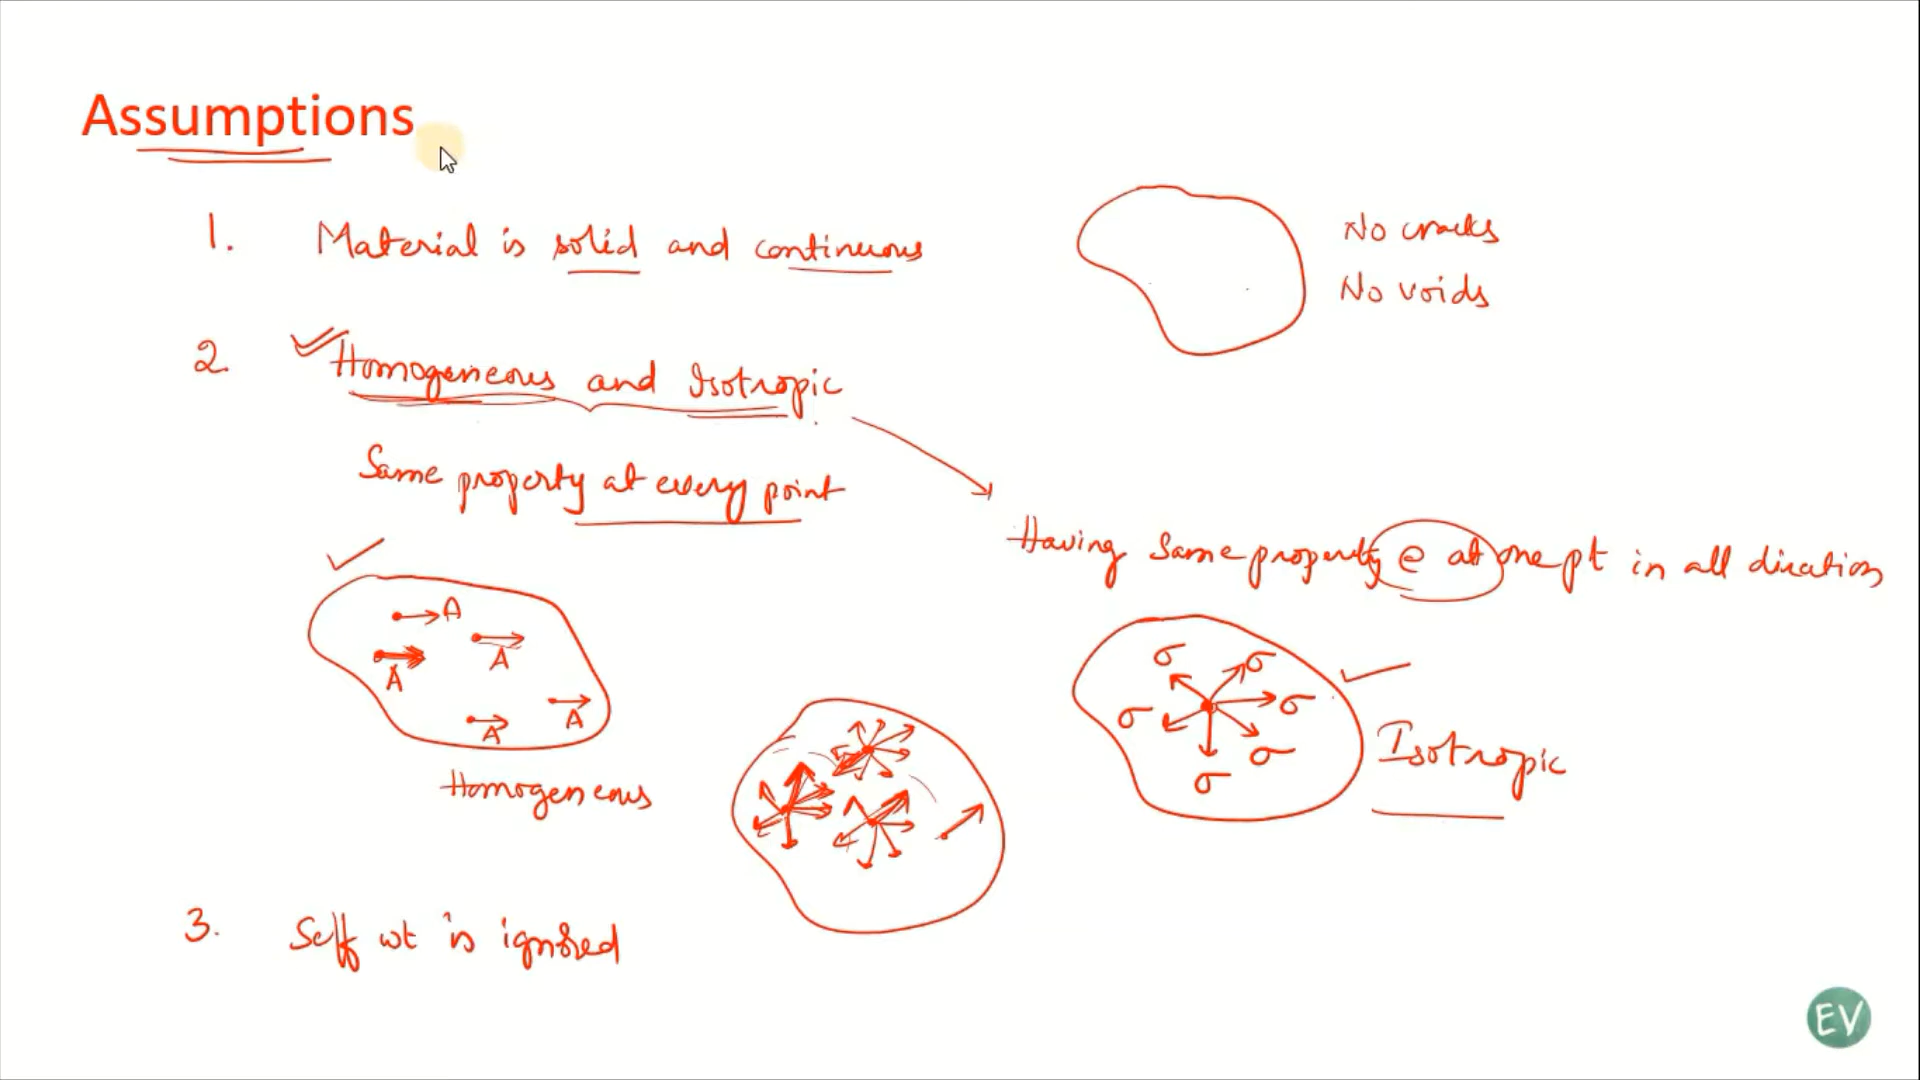 Assumptions
1. Material is solid and continuous
No cracks
No voids
2. Homogeneous and Isotropic
Same property at every point
Having same property @ at one pt in all direction
A
A
A
A
A
Homogeneous
σ
σ
σ
σ
σ
σ
Isotropic
3. Self wt is ignored
EV